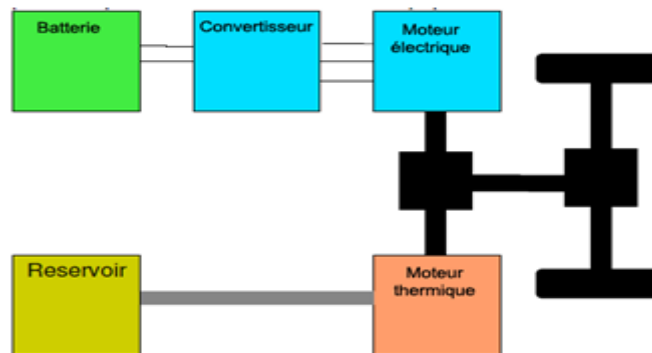 Batterie
Convertisseur
Moteur
électrique
Reservoir
Moteur
thermique